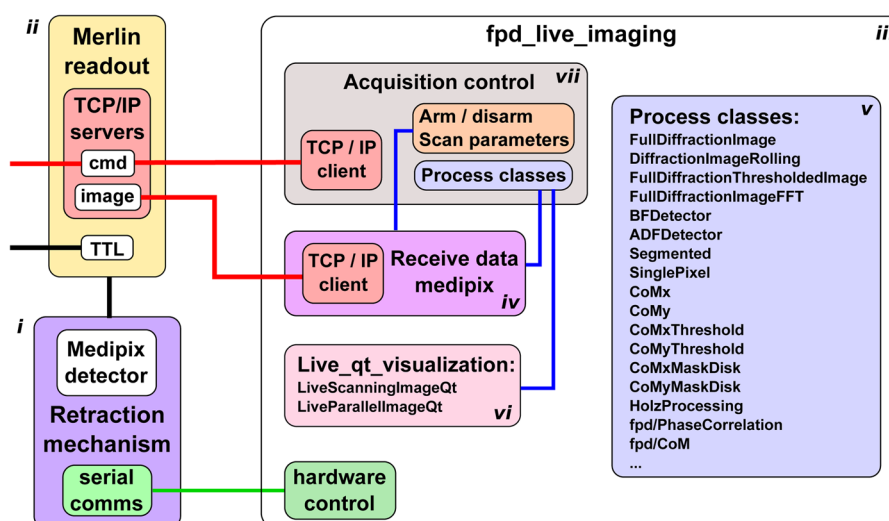 ii
Merlin
readout
TCP/IP
servers
cmd
image
TTL
i
Medipix
detector
Retraction
mechanism
serial
comms
fpd_live_imaging
ii
Acquisition control
vii
Arm / disarm
Scan parameters
TCP / IP
client
Process classes
TCP / IP
client
Receive data
medipix
iv
Live_qt_visualization:
LiveScanningImageQt
LiveParallelImageQt
vi
hardware
control
v
Process classes:
FullDiffractionImage
DiffractionImageRolling
FullDiffractionThresholdedImage
FullDiffractionImageFFT
BFDetector
ADFDetector
Segmented
SinglePixel
CoMx
CoMy
CoMxThreshold
CoMyThreshold
CoMxMaskDisk
CoMyMaskDisk
HolzProcessing
fpd/PhaseCorrelation
fpd/CoM
...